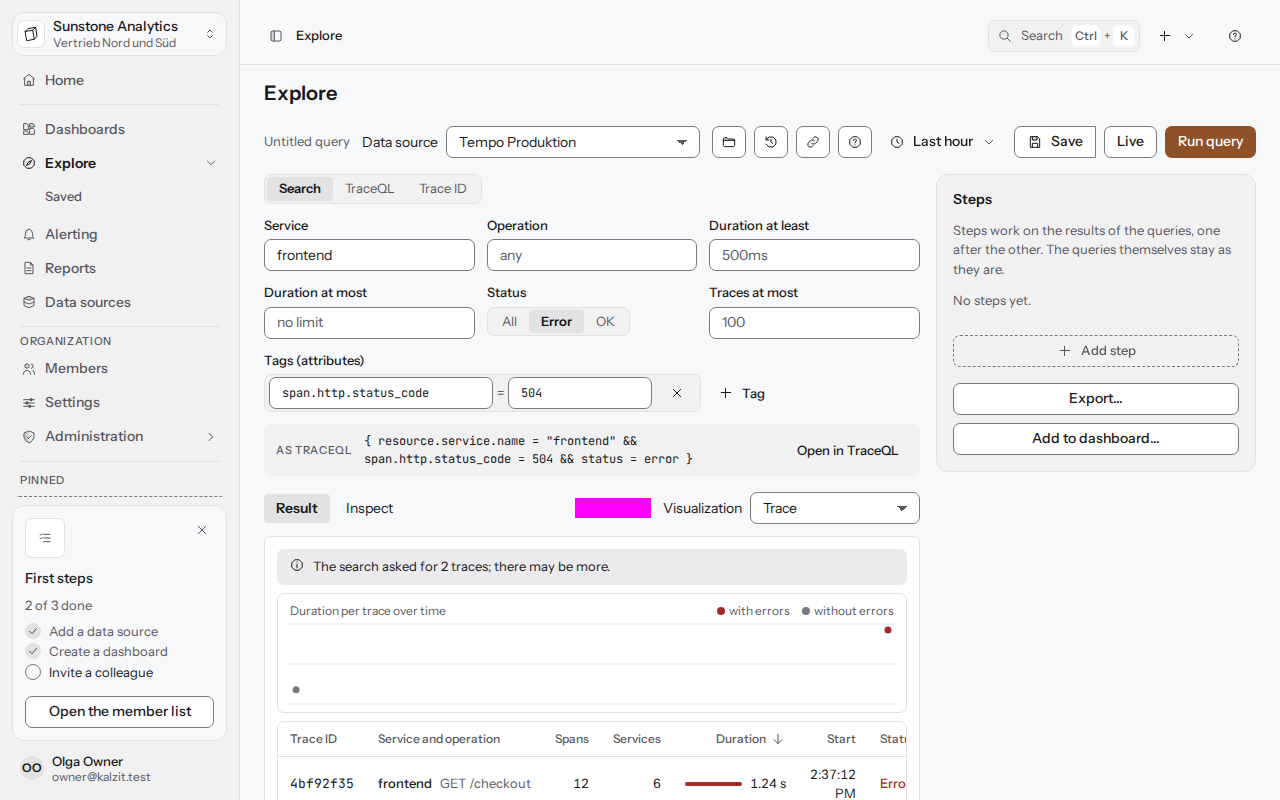 Sunstone Analytics
Vertrieb Nord und Süd
Home
Dashboards
Explore
Saved
Alerting
Reports
Data sources
ORGANIZATION
Members
Settings
Administration
PINNED
First steps
2 of 3 done
Add a data source
Create a dashboard
Invite a colleague
Open the member list
OO
Olga Owner
owner@kalzit.test
Explore
Search Ctrl + K
Explore
Untitled query Data source Tempo Produktion Last hour Save Live Run query
Search TraceQL Trace ID
Service Operation Duration at least
frontend any 500ms
Duration at most Status Traces at most
no limit All Error OK 100
Tags (attributes)
span.http.status_code = 504 Tag
AS TRACEQL { resource.service.name = "frontend" &&
span.http.status_code = 504 && status = error }
Open in TraceQL
Result Inspect Visualization Trace
The search asked for 2 traces; there may be more.
Duration per trace over time with errors without errors
Trace ID Service and operation Spans Services Duration Start Statu
4bf92f35 frontend GET /checkout 12 6 1.24 s 2:37:12 PM Erro
Steps
Steps work on the results of the queries, one
after the other. The queries themselves stay as
they are.
No steps yet.
Add step
Export...
Add to dashboard...